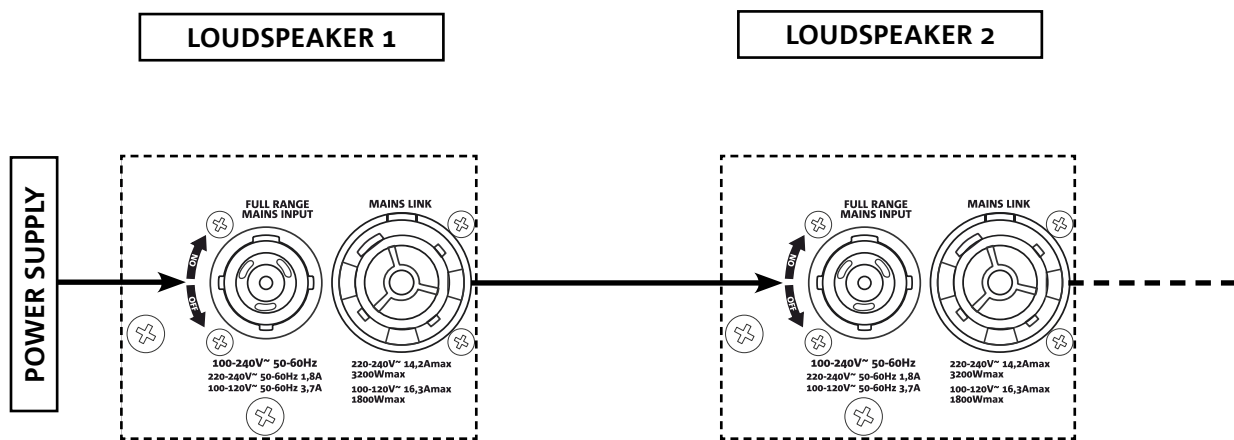 LOUDSPEAKER 1
LOUDSPEAKER 2
POWER SUPPLY
FULL RANGE
MAINS INPUT
MAINS LINK
ON
OFF
100-240V~ 50-60Hz
220-240V~ 50-60Hz 1,8A
100-120V~ 50-60Hz 3,7A
220-240V~ 14,2Amax
3200Wmax
100-120V~ 16,3Amax
1800Wmax
FULL RANGE
MAINS INPUT
MAINS LINK
ON
OFF
100-240V~ 50-60Hz
220-240V~ 50-60Hz 1,8A
100-120V~ 50-60Hz 3,7A
220-240V~ 14,2Amax
3200Wmax
100-120V~ 16,3Amax
1800Wmax